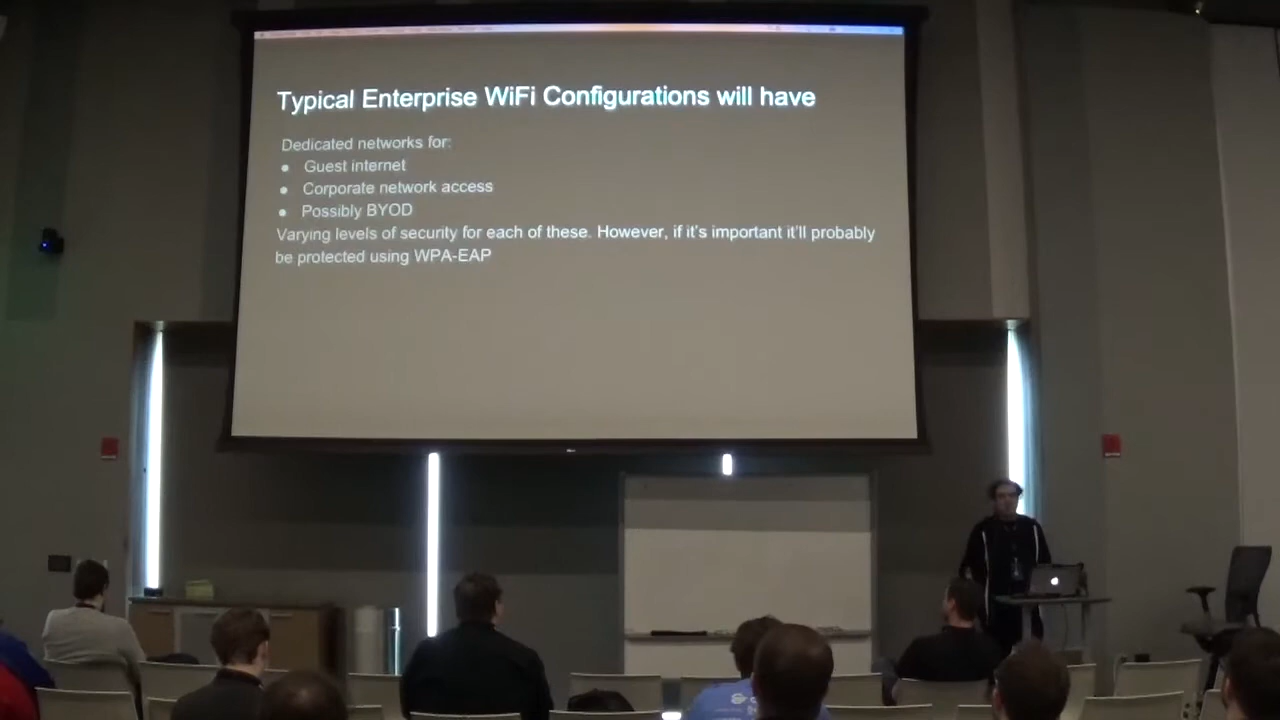 Typical Enterprise WiFi Configurations will have
Dedicated networks for:
● Guest internet
● Corporate network access
● Possibly BYOD
Varying levels of security for each of these. However, if it's important it'll probably
be protected using WPA-EAP